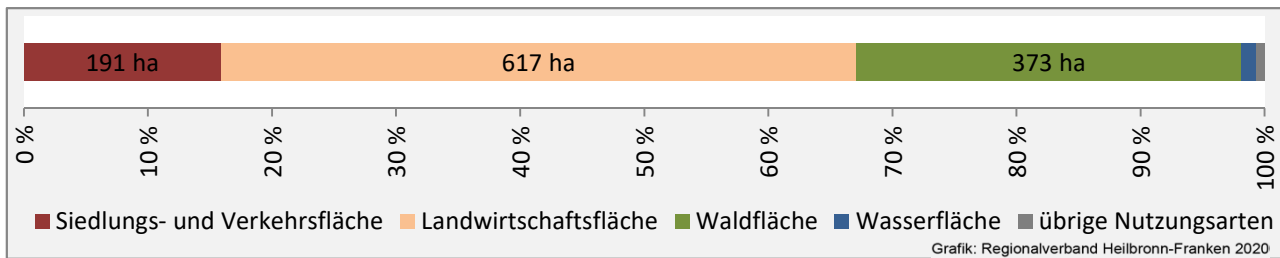 191 ha 617 ha 373 ha
0 % 10 % 20 % 30 % 40 % 50 % 60 % 70 % 80 % 90 % 100 %
Siedlungs- und Verkehrsfläche Landwirtschaftsfläche Waldfläche Wasserfläche übrige Nutzungsarten
Grafik: Regionalverband Heilbronn-Franken 2020